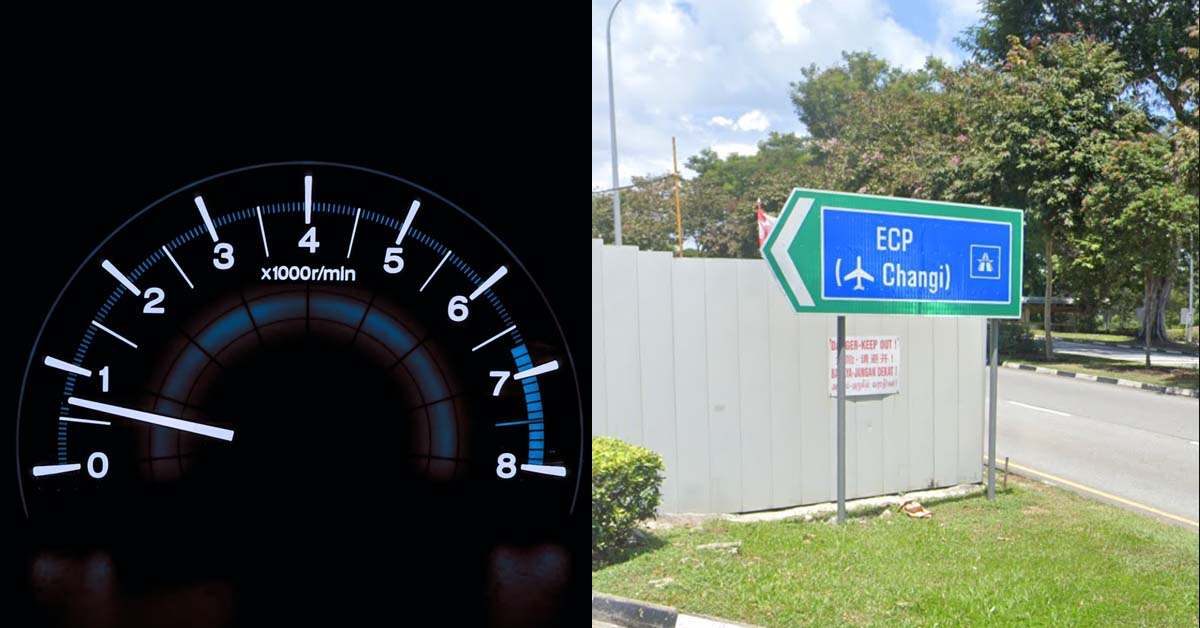 0
1
2
3
4
5
6
7
8
x1000r/min
ECP
(Changi)
DANGER-KEEP OUT !